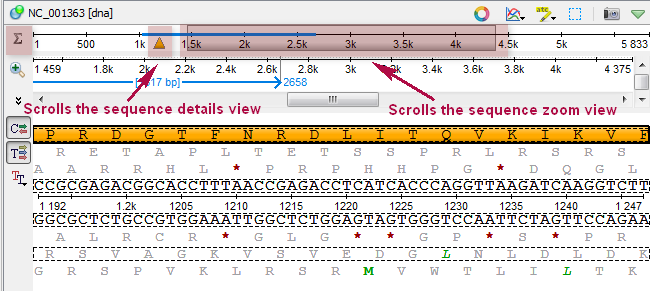 NC_001363 [dna]
1 500 1k 1.5k 2k 2.5k 3k 3.5k 4k 4.5k 5k 5 833
1 459 1.8k 2k 2.2k 2.4k 2.6k 2.8k 3k 3.2k 3.4k 3.6k 3.8k 4k 4 375
17 bp] 2658
Scrolls the sequence details view Scrolls the sequence zoom view
P R D G T F N R D L I T Q V K I K V F
R E T A P L T E T S S P R L R S R S
A A R R H L * P R P H H P G * D Q G L
CCGCGAGACGGCACCTTTAACCGAGACCTCATCACCCAGGTTAAGATCAAGGTCTT
1 192 1.2k 1205 1210 1215 1220 1225 1230 1235 1240 1 247
GGCGCTCTGCCGTGGAAATTGGCTCTGGAGTAGTGGGTCCAATTCTAGTTCCAGAA
A L R C R * G L G * * G P * S * P R
R S V A G K V S V E D G L N L D L D K
G R S P V K L R S R M V W T L I L T K